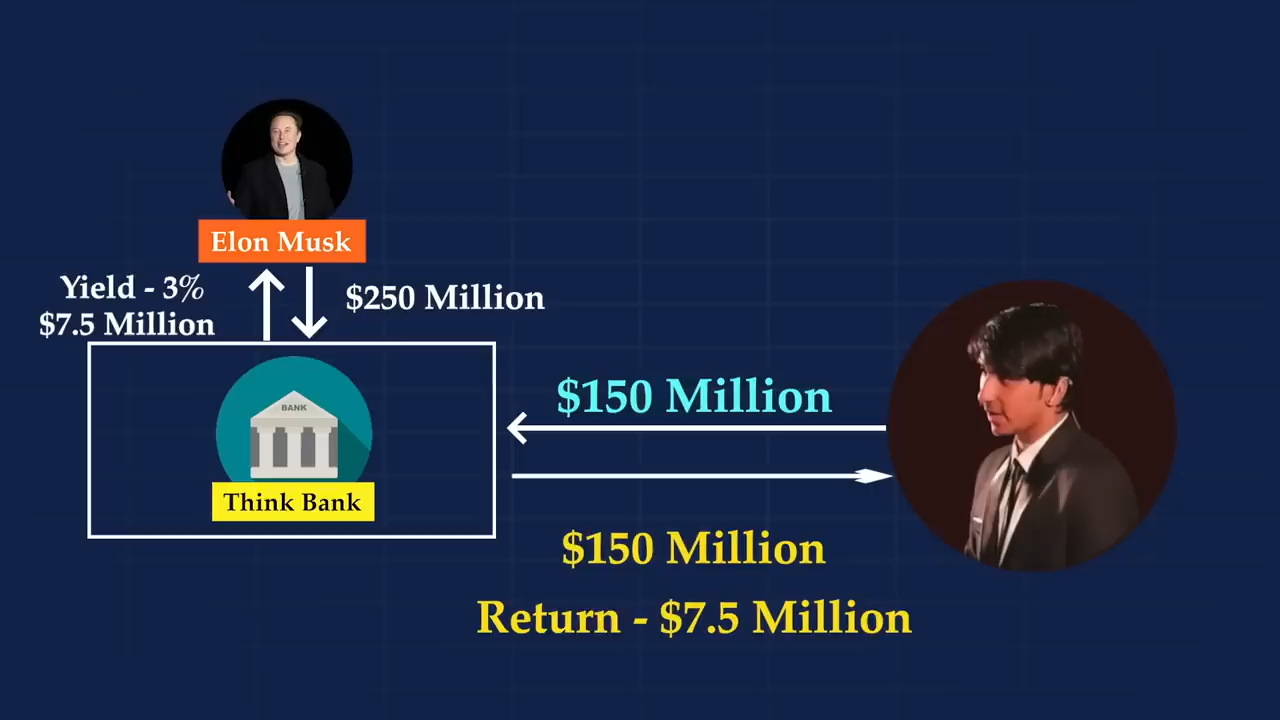 Elon Musk
Yield - 3%
$7.5 Million
$250 Million
BANK
Think Bank
$150 Million
$150 Million
Return - $7.5 Million